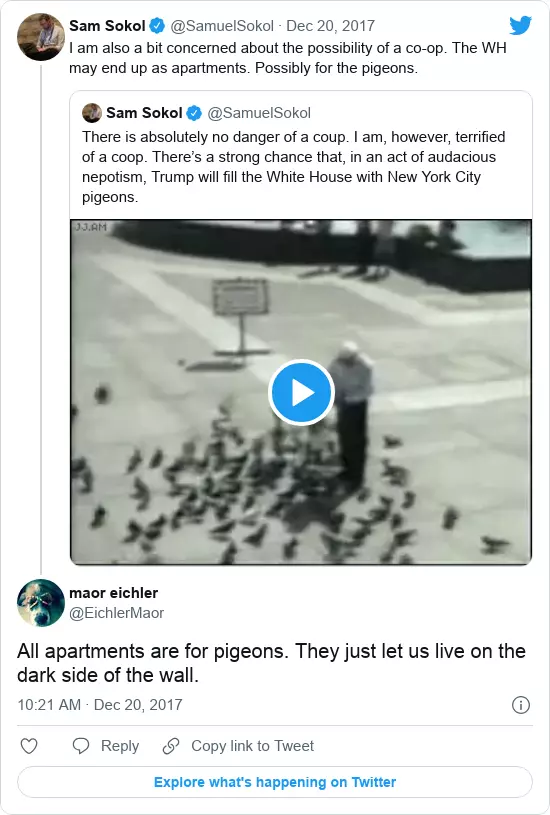 Sam Sokol @SamuelSokol · Dec 20, 2017
I am also a bit concerned about the possibility of a co-op. The WH
may end up as apartments. Possibly for the pigeons.
Sam Sokol @SamuelSokol
There is absolutely no danger of a coup. I am, however, terrified
of a coop. There's a strong chance that, in an act of audacious
nepotism, Trump will fill the White House with New York City
pigeons.
JJAM
maor eichler
@EichlerMaor
All apartments are for pigeons. They just let us live on the
dark side of the wall.
10:21 AM · Dec 20, 2017
Reply
Copy link to Tweet
Explore what's happening on Twitter